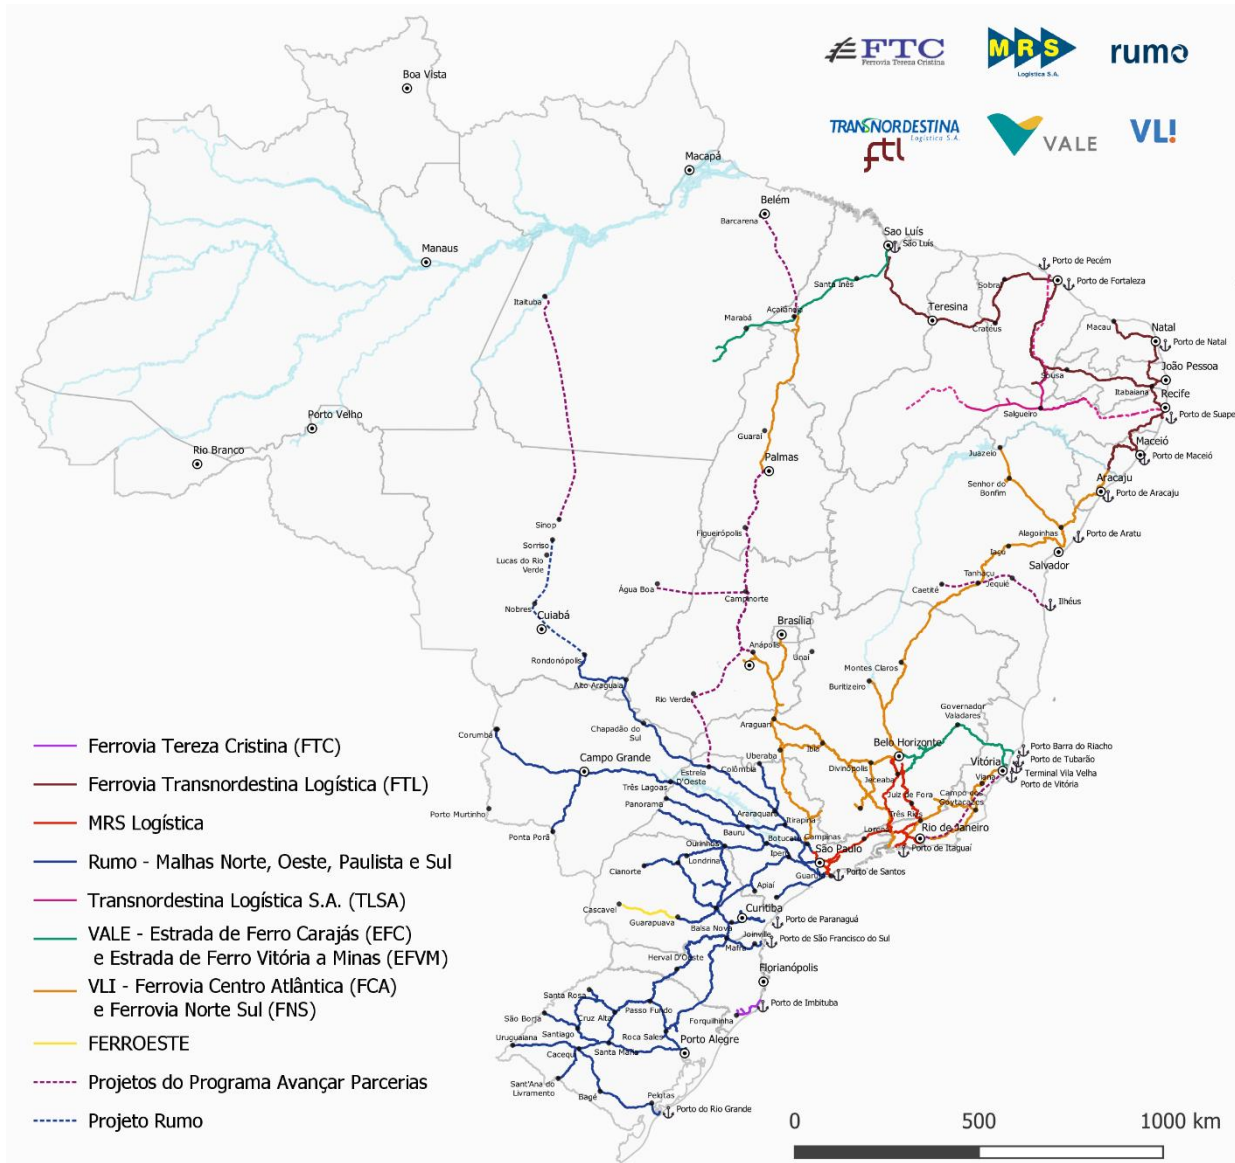 FTC
Ferrovia Tereza Cristina
MRS
Logística S.A.
rumo
TRANSNORDESTINA
Logística S.A.
ftl
VALE
VLI
Boa Vista
Macapá
Belém
Barcarena
Manaus
Sao Luís
São Luís
Porto de Pecém
Porto de Fortaleza
Santa Inês
Sobral
Itaituba
Açailândia
Teresina
Marabá
Cratéus
Macau
Natal
Porto de Natal
João Pessoa
Sousa
Itabaiana
Recife
Salgueiro
Porto de Suape
Porto Velho
Rio Branco
Guaraí
Palmas
Juazeio
Maceió
Porto de Maceió
Senhor do
Bonfim
Aracaju
Porto de Aracaju
Sinop
Figueirópolis
Alagoinhas
Porto de Aratu
Sorriso
Lucas do Rio
Verde
Iaçu
Salvador
Água Boa
Campinorte
Tanhaçu
Caetité
Jequié
Ilhéus
Nobres
Cuiabá
Brasília
Anápolis
Unaí
Rondonópolis
Montes Claros
Alto Araguaia
Buritizeiro
Rio Verde
Governador
Valadares
Araguari
Chapadão do
Sul
Corumbá
Uberaba
Ibiá
Belo Horizonte
Porto Barra do Riacho
Porto de Tubarão
Vitória
Terminal Vila Velha
Porto de Vitória
Viana
Campo Grande
Estrela
D'Oeste
Colômbia
Divinópolis
Jeceaba
Três Lagoas
Panorama
Juiz de Fora
Campo dos
Goytacazes
Porto Murtinho
Araraquara
Itirapina
Três Rios
Rio de Janeiro
Ponta Porã
Bauru
Botucatu
Campinas
Lorena
Porto de Itaguaí
Ourinhos
Iperó
São Paulo
Londrina
Cianorte
Guarujá
Porto de Santos
Apiaí
Cascavel
Guarapuava
Curitiba
Porto de Paranaguá
Balsa Nova
Joinville
Mafra
Porto de São Francisco do Sul
Herval D'Oeste
Florianópolis
Santa Rosa
Passo Fundo
Porto de Imbituba
São Borja
Cruz Alta
Forquilhinha
Santiago
Roca Sales
Uruguaiana
Cacequi
Santa Maria
Porto Alegre
Sant'Ana do
Livramento
Bagé
Pelotas
Porto do Rio Grande
Ferrovia Tereza Cristina (FTC)
Ferrovia Transnordestina Logística (FTL)
MRS Logística
Rumo - Malhas Norte, Oeste, Paulista e Sul
Transnordestina Logística S.A. (TLSA)
VALE - Estrada de Ferro Carajás (EFC)
e Estrada de Ferro Vitória a Minas (EFVM)
VLI - Ferrovia Centro Atlântica (FCA)
e Ferrovia Norte Sul (FNS)
FERROESTE
Projetos do Programa Avançar Parcerias
Projeto Rumo
0 500 1000 km